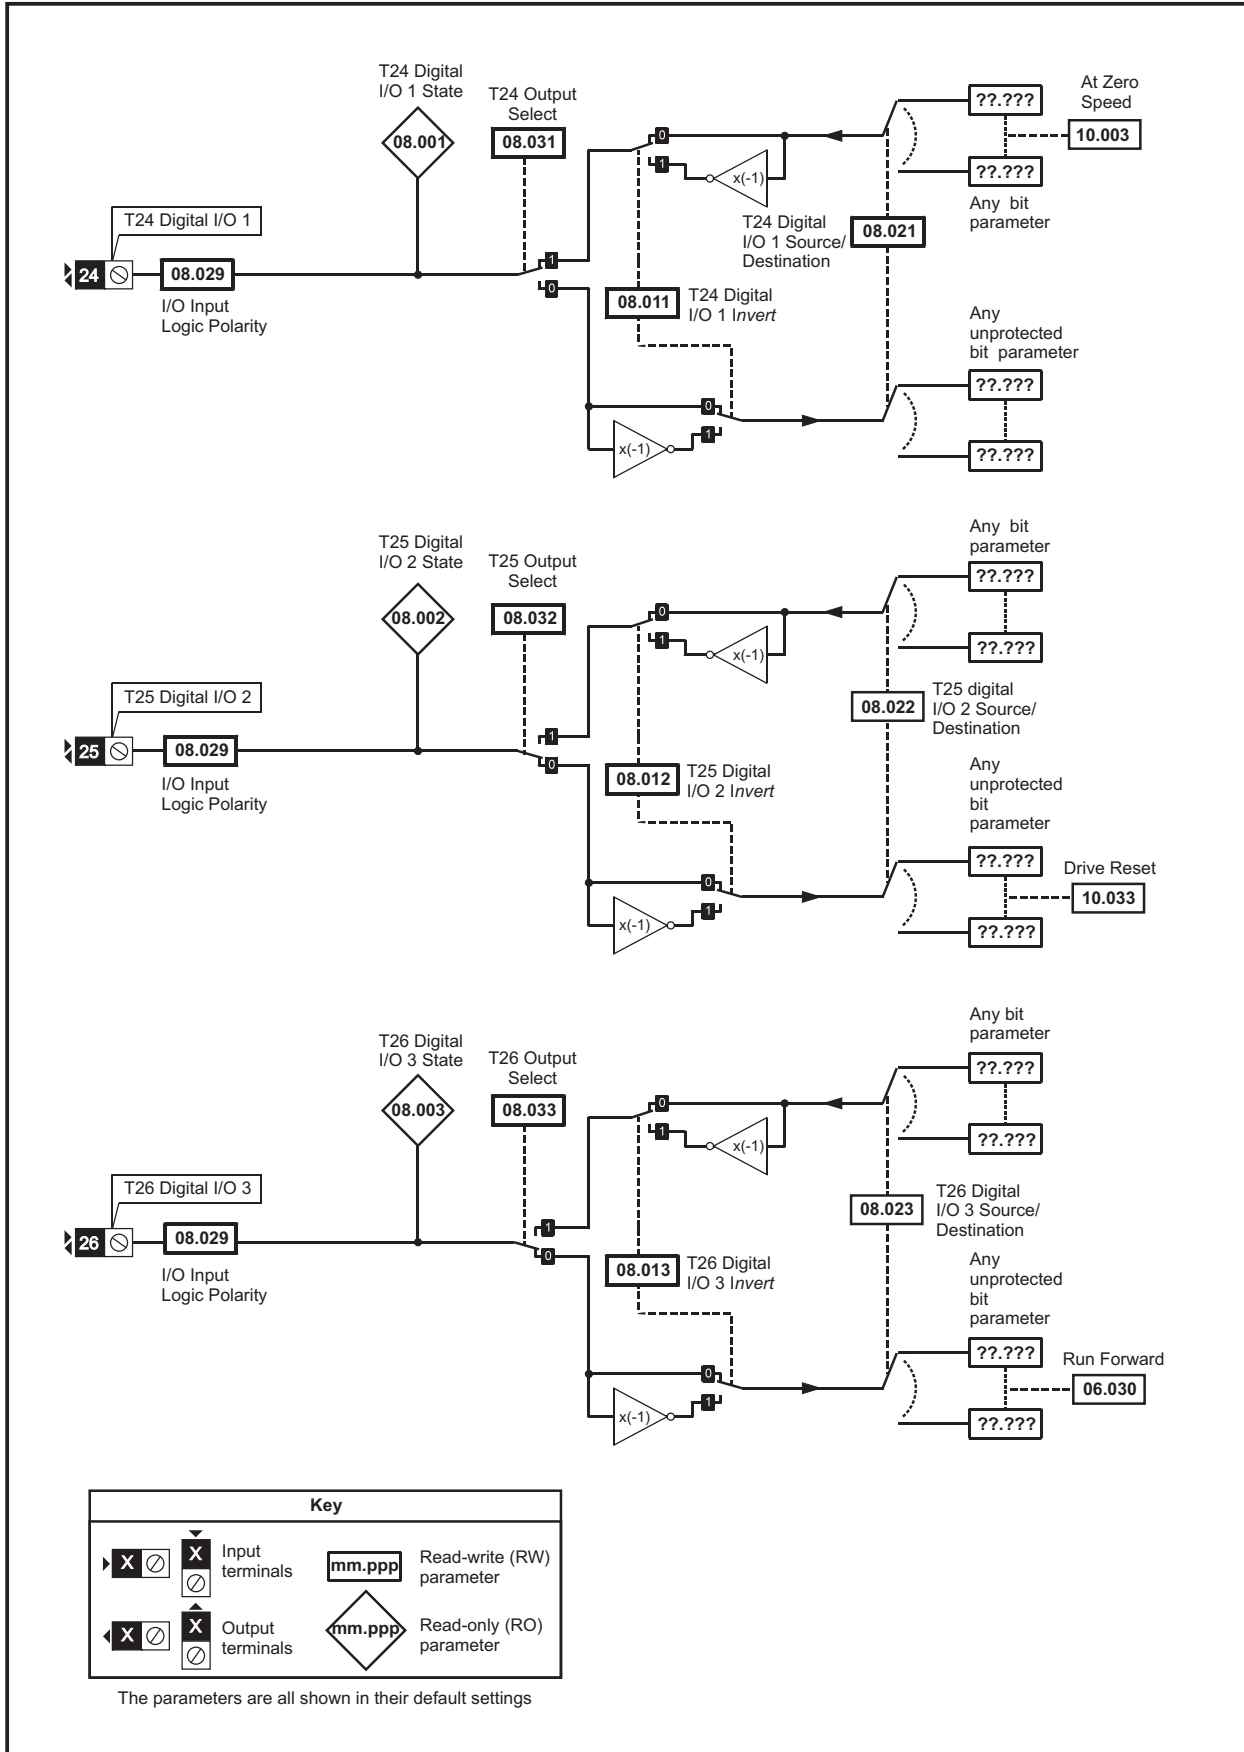 T24 Digital
I/O 1 State
T24 Output
Select
08.001
08.031
0
1
x(-1)
??.???
??.???
At Zero
Speed
10.003
Any bit
parameter
T24 Digital I/O 1
24
08.029
I/O Input
Logic Polarity
1
0
T24 Digital
I/O 1 Source/
Destination
08.021
08.011
T24 Digital
I/O 1 Invert
Any
unprotected
bit parameter
??.???
??.???
0
1
x(-1)
T25 Digital
I/O 2 State
T25 Output
Select
08.002
08.032
0
1
x(-1)
Any bit
parameter
??.???
??.???
T25 Digital I/O 2
25
08.029
I/O Input
Logic Polarity
1
0
08.022
T25 digital
I/O 2 Source/
Destination
08.012
T25 Digital
I/O 2 Invert
Any
unprotected
bit
parameter
??.???
??.???
Drive Reset
10.033
0
1
x(-1)
T26 Digital
I/O 3 State
T26 Output
Select
08.003
08.033
0
1
x(-1)
Any bit
parameter
??.???
??.???
T26 Digital I/O 3
26
08.029
I/O Input
Logic Polarity
1
0
08.023
T26 Digital
I/O 3 Source/
Destination
08.013
T26 Digital
I/O 3 Invert
Any
unprotected
bit
parameter
??.???
??.???
Run Forward
06.030
0
1
x(-1)
Key
X
X
Input
terminals
mm.ppp
Read-write (RW)
parameter
X
X
Output
terminals
mm.ppp
Read-only (RO)
parameter
The parameters are all shown in their default settings